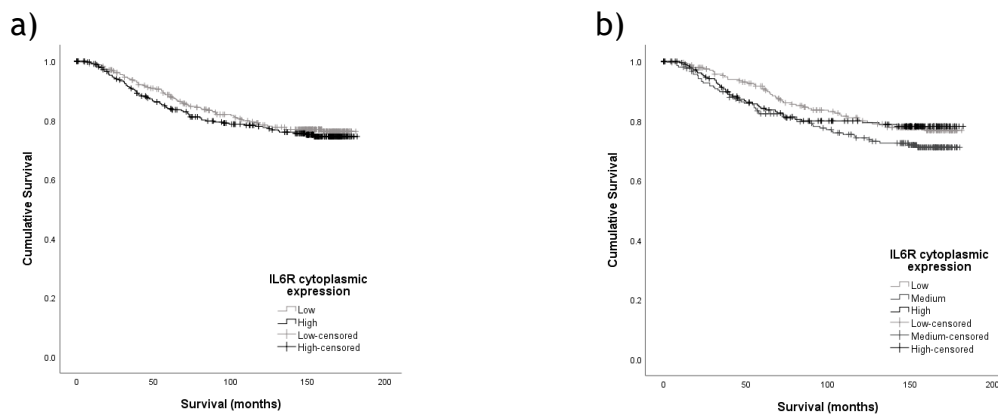 a)
1.0
0.8
0.6
0.4
0.2
0.0
Cumulative Survival
0
50
100
150
200
Survival (months)
IL6R cytoplasmic
expression
Low
High
Low-censored
High-censored
b)
1.0
0.8
0.6
0.4
0.2
0.0
Cumulative Survival
0
50
100
150
200
Survival (months)
IL6R cytoplasmic
expression
Low
Medium
High
Low-censored
Medium-censored
High-censored